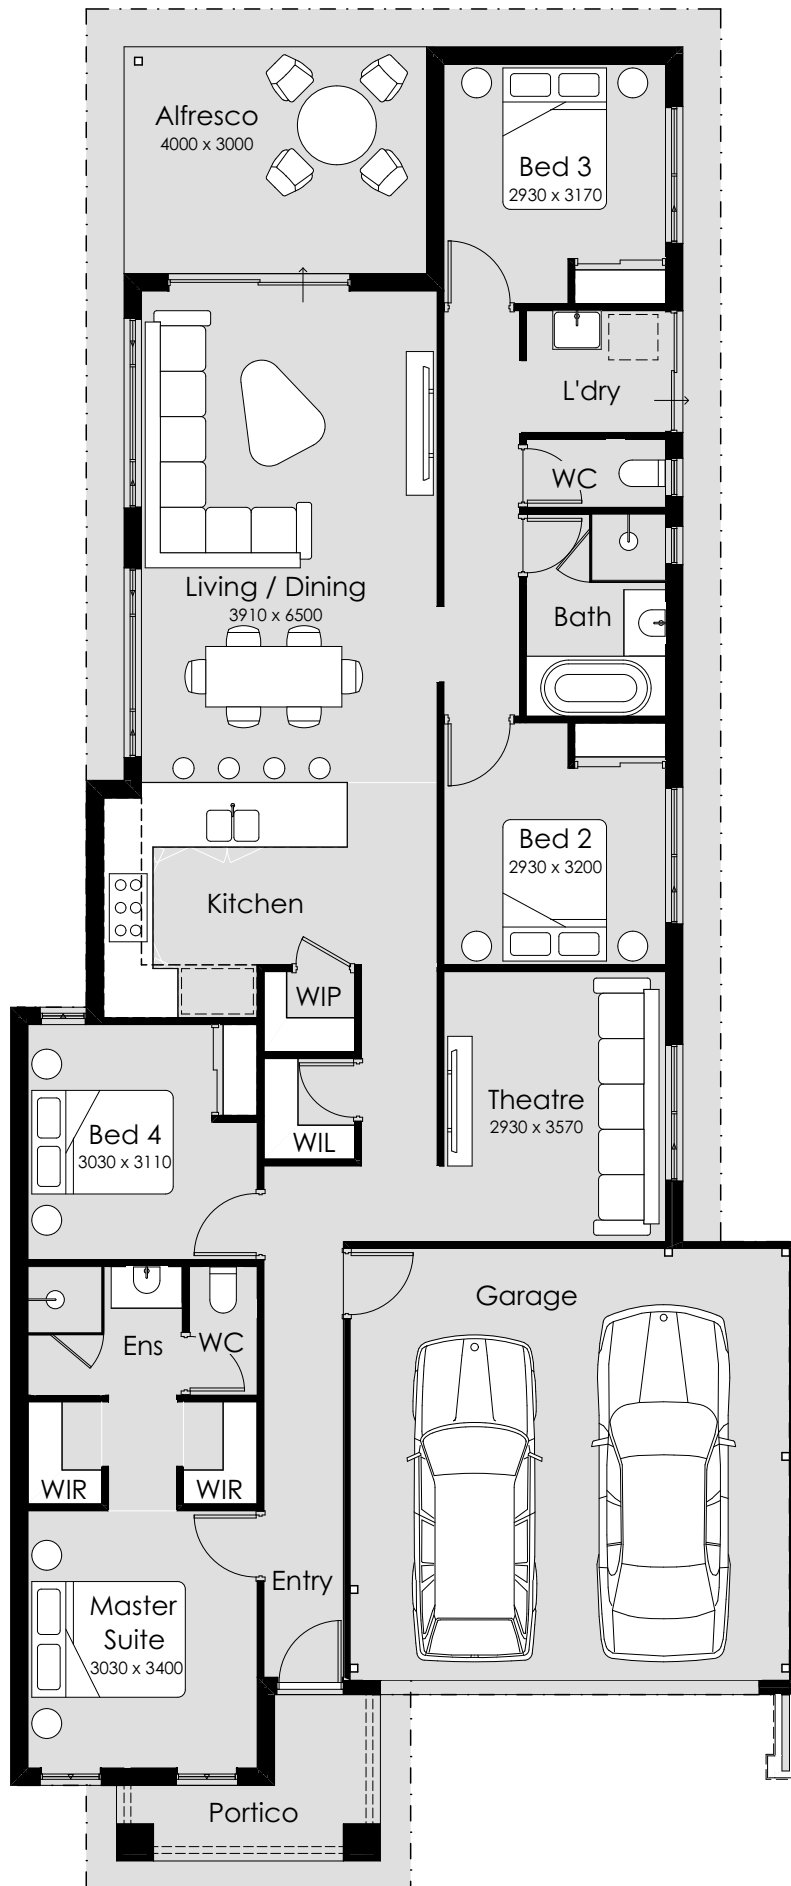 Alfresco
4000 x 3000
Bed 3
2930 x 3170
L'dry
WC
Living / Dining
3910 x 6500
Bath
Bed 2
2930 x 3200
Kitchen
WIP
Theatre
2930 x 3570
WIL
Bed 4
3030 x 3110
Garage
Ens
WC
WIR
WIR
Entry
Master
Suite
3030 x 3400
Portico